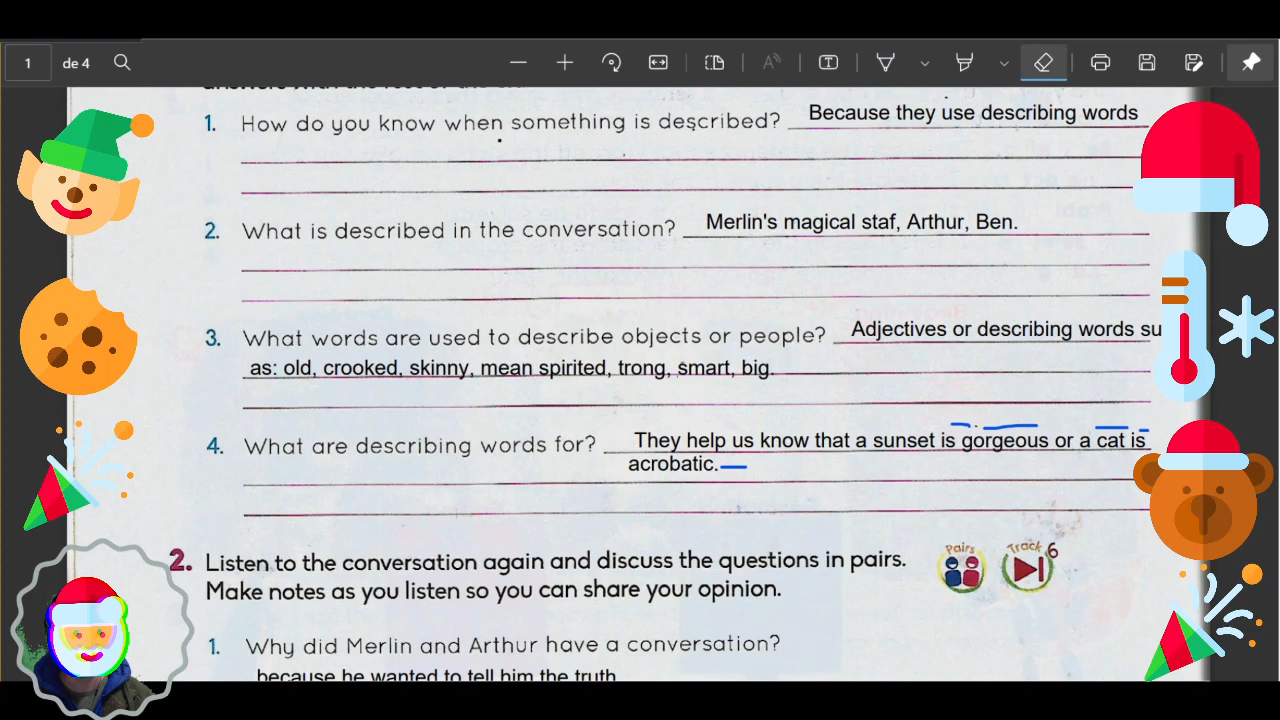 1 de 4
1. How do you know when something is described? Because they use describing words
2. What is described in the conversation? Merlin's magical staf, Arthur, Ben.
3. What words are used to describe objects or people? Adjectives or describing words su
as: old, crooked, skinny, mean spirited, trong, smart, big.
4. What are describing words for? They help us know that a sunset is gorgeous or a cat is
acrobatic.
2. Listen to the conversation again and discuss the questions in pairs.
Make notes as you listen so you can share your opinion.
Pairs Track 6
1. Why did Merlin and Arthur have a conversation?
because he wanted to tell him the truth